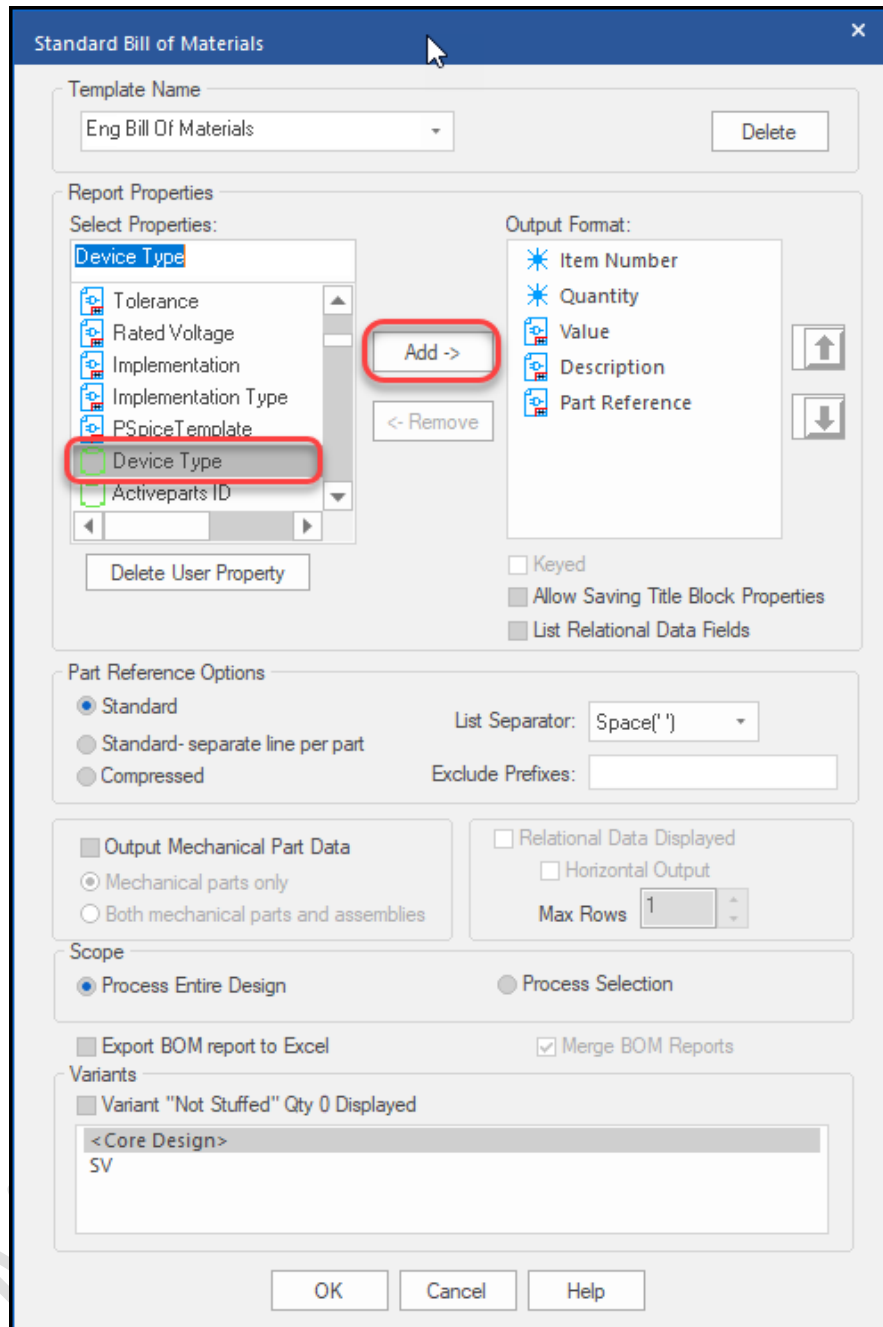 Standard Bill of Materials
Template Name
Eng Bill Of Materials
Delete
Report Properties
Select Properties:
Device Type
Tolerance
Rated Voltage
Implementation
Implementation Type
PSpiceTemplate
Device Type
Activeparts ID
Delete User Property
Add ->
<- Remove
Output Format:
Item Number
Quantity
Value
Description
Part Reference
Keyed
Allow Saving Title Block Properties
List Relational Data Fields
Part Reference Options
Standard
Standard- separate line per part
Compressed
List Separator: Space(' ')
Exclude Prefixes:
Output Mechanical Part Data
Mechanical parts only
Both mechanical parts and assemblies
Relational Data Displayed
Horizontal Output
Max Rows 1
Scope
Process Entire Design
Process Selection
Export BOM report to Excel
Merge BOM Reports
Variants
Variant "Not Stuffed" Qty 0 Displayed
<Core Design>
SV
OK
Cancel
Help